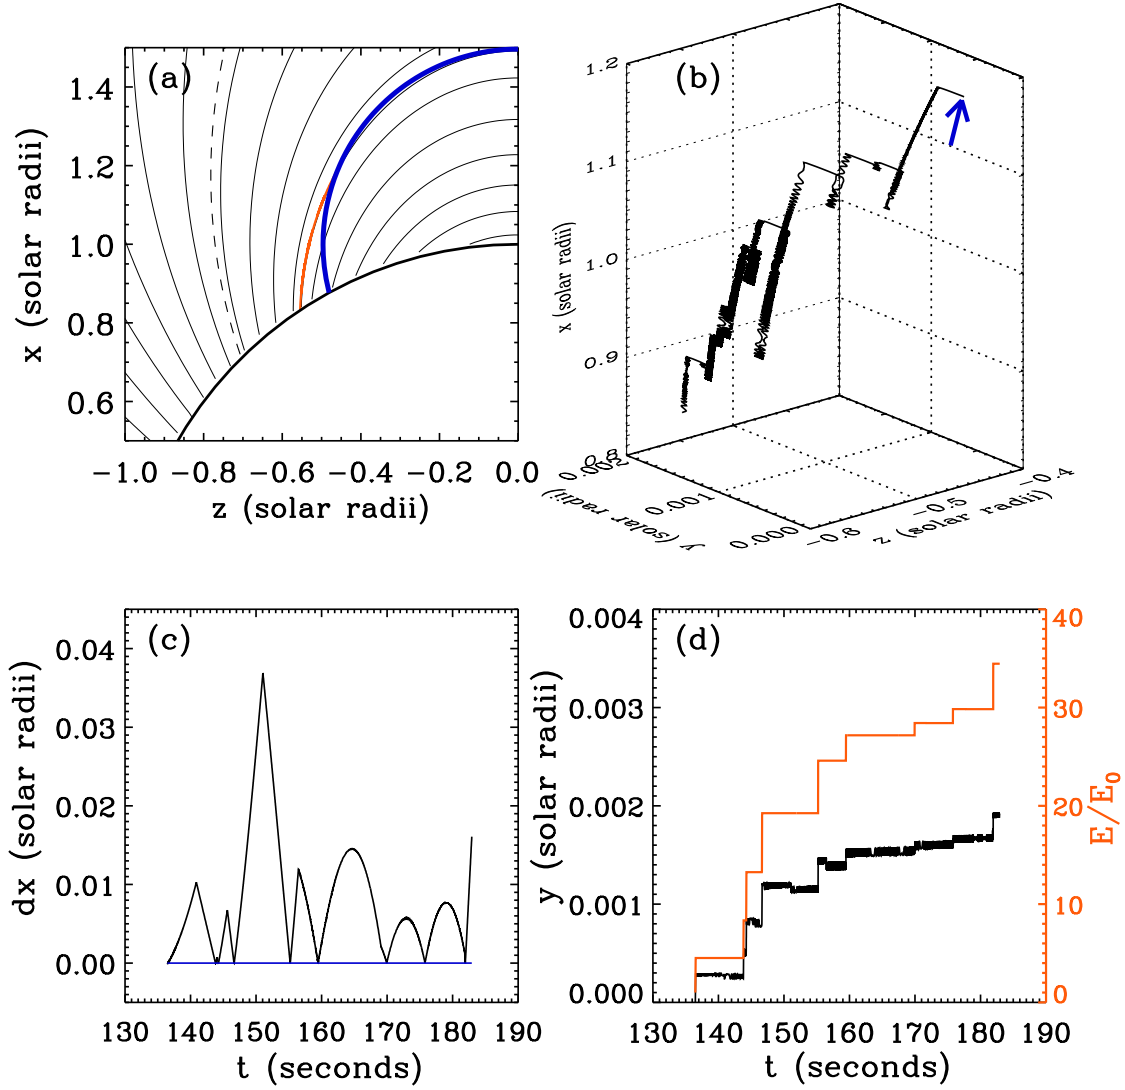 (a)
1.4
1.2
1.0
0.8
0.6
x (solar radii)
−1.0 −0.8 −0.6 −0.4 −0.2 0.0
z (solar radii)
(b)
1.2
1.1
1.0
0.9
0.8
x (solar radii)
0.002
0.001
0.000
y (solar radii)
−0.6
−0.5
−0.4
z (solar radii)
(c)
0.04
0.03
0.02
0.01
0.00
dx (solar radii)
130 140 150 160 170 180 190
t (seconds)
(d)
0.004
0.003
0.002
0.001
0.000
y (solar radii)
40
30
20
10
0
E/E₀
130 140 150 160 170 180 190
t (seconds)